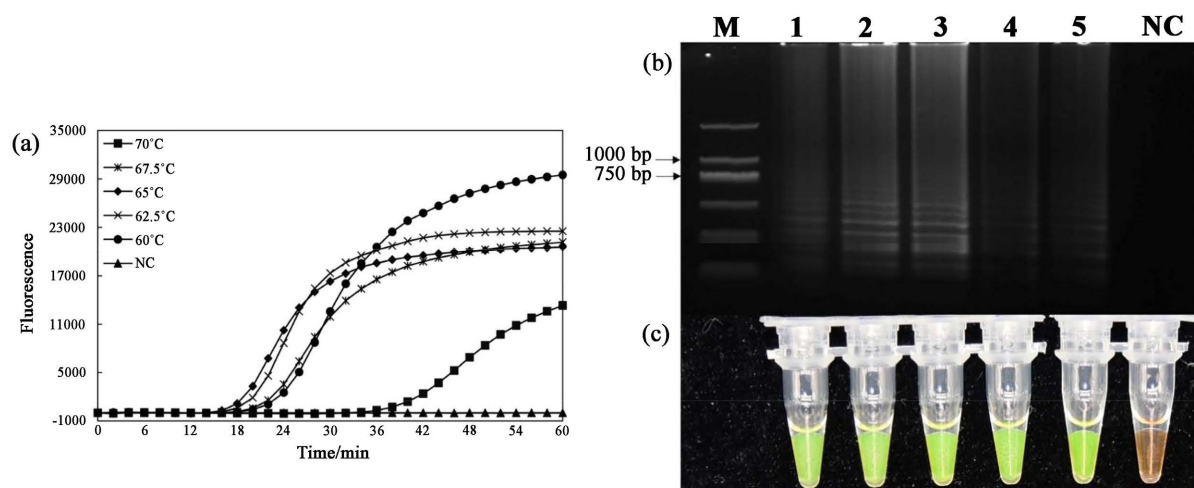 (a)
35000
29000
23000
17000
11000
5000
-1000
Fluorescence
70°C
67.5°C
65°C
62.5°C
60°C
NC
0 6 12 18 24 30 36 42 48 54 60
Time/min
M 1 2 3 4 5 NC
(b)
1000 bp
750 bp
(c)